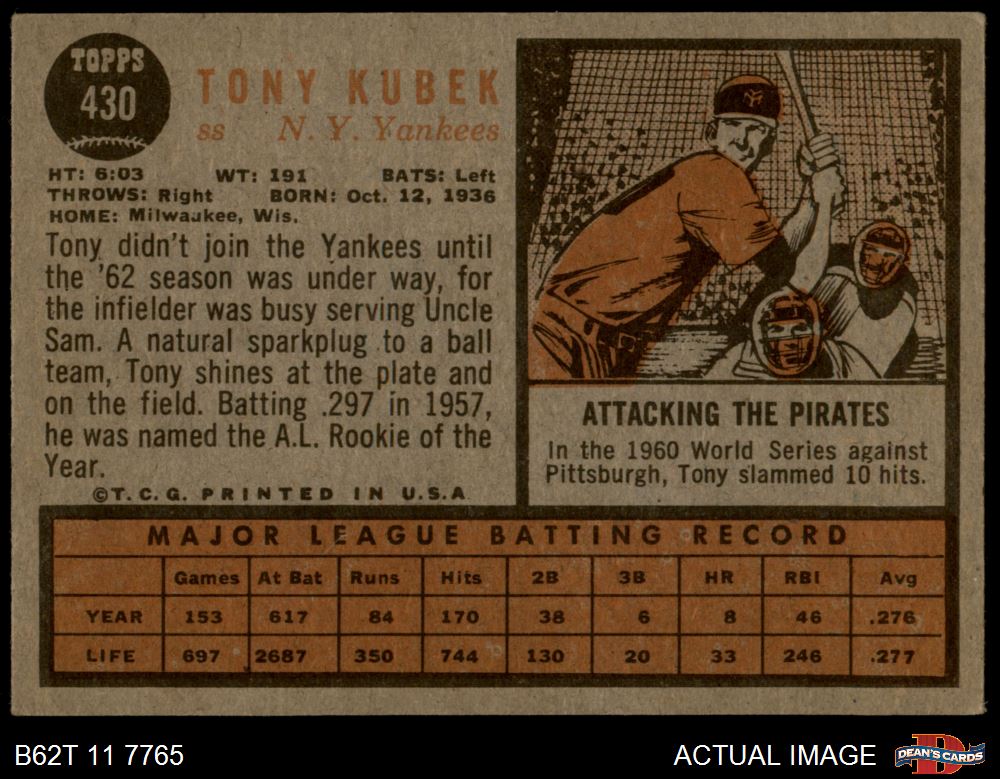 TOPPS
430
TONY KUBEK
ss N. Y. Yankees
HT: 6:03 WT: 191 BATS: Left
THROWS: Right BORN: Oct. 12, 1936
HOME: Milwaukee, Wis.
Tony didn't join the Yankees until
the '62 season was under way, for
the infielder was busy serving Uncle
Sam. A natural sparkplug to a ball
team, Tony shines at the plate and
on the field. Batting .297 in 1957,
he was named the A.L. Rookie of the
Year.
©T.C.G. PRINTED IN U.S.A
ATTACKING THE PIRATES
In the 1960 World Series against
Pittsburgh, Tony slammed 10 hits.
MAJOR LEAGUE BATTING RECORD
Games At Bat Runs Hits 2B 3B HR RBI Avg
YEAR 153 617 84 170 38 6 8 46 .276
LIFE 697 2687 350 744 130 20 33 246 .277
B62T 11 7765 ACTUAL IMAGE DEAN'S CARDS